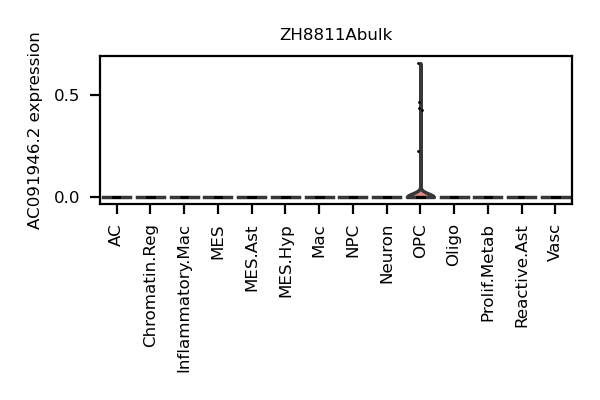 ZH8811Abulk
AC091946.2 expression
0.5
0.0
AC
Chromatin.Reg
Inflammatory.Mac
MES
MES.Ast
MES.Hyp
Mac
NPC
Neuron
OPC
Oligo
Prolif.Metab
Reactive.Ast
Vasc